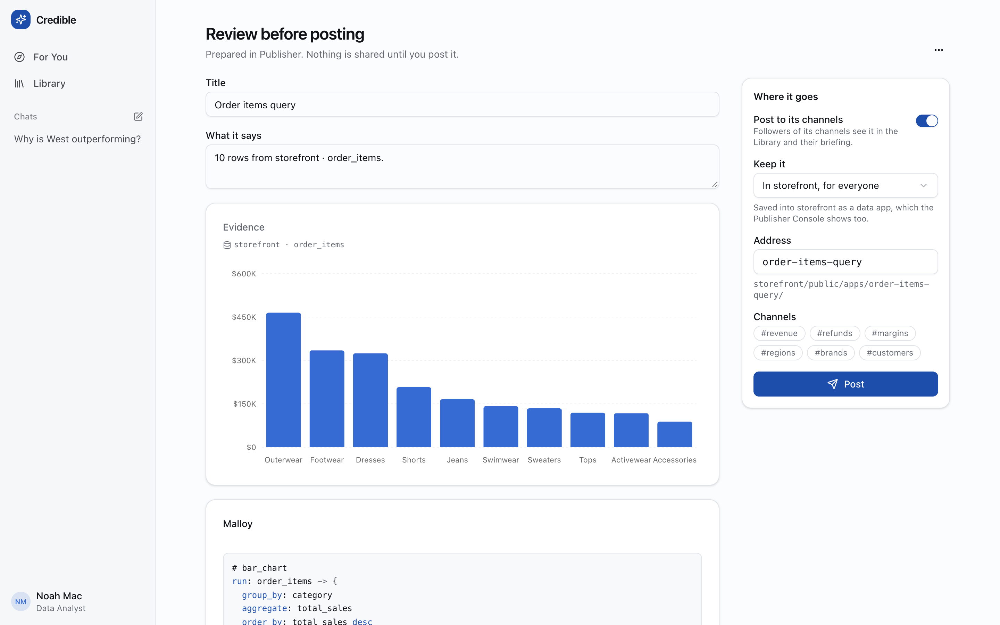 Credible
For You
Library
Chats
Why is West outperforming?
NM
Noah Mac
Data Analyst
Review before posting
Prepared in Publisher. Nothing is shared until you post it.
Title
Order items query
What it says
10 rows from storefront · order_items.
Evidence
storefront · order_items
$600K
$450K
$300K
$150K
$0
Outerwear Footwear Dresses Shorts Jeans Swimwear Sweaters Tops Activewear Accessories
Malloy
# bar_chart
run: order_items -> {
group_by: category
aggregate: total_sales
order_by: total_sales desc
Where it goes
Post to its channels
Followers of its channels see it in the
Library and their briefing.
Keep it
In storefront, for everyone
Saved into storefront as a data app, which the
Publisher Console shows too.
Address
order-items-query
storefront/public/apps/order-items-
query/
Channels
#revenue #refunds #margins
#regions #brands #customers
Post